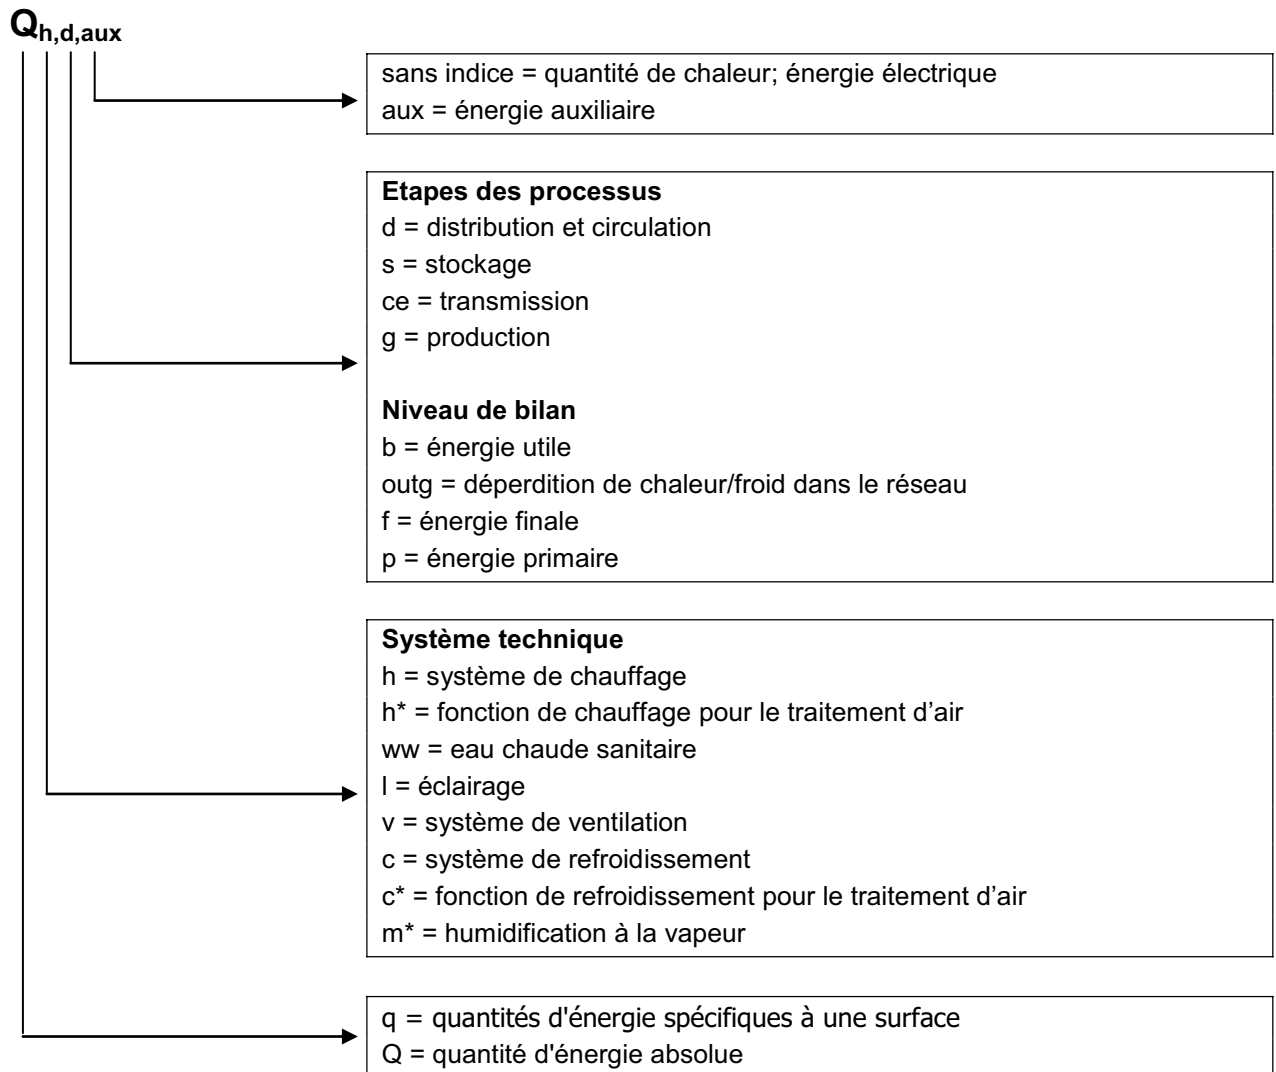 Qh,d,aux
sans indice = quantité de chaleur; énergie électrique
aux = énergie auxiliaire
Etapes des processus
d = distribution et circulation
s = stockage
ce = transmission
g = production
Niveau de bilan
b = énergie utile
outg = déperdition de chaleur/froid dans le réseau
f = énergie finale
p = énergie primaire
Système technique
h = système de chauffage
h* = fonction de chauffage pour le traitement d’air
ww = eau chaude sanitaire
l = éclairage
v = système de ventilation
c = système de refroidissement
c* = fonction de refroidissement pour le traitement d’air
m* = humidification à la vapeur
q = quantités d'énergie spécifiques à une surface
Q = quantité d'énergie absolue